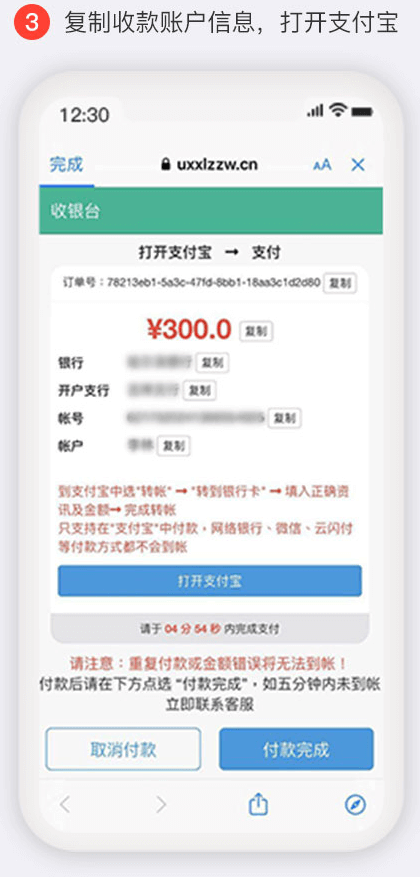 3 复制收款账户信息，打开支付宝
12:30
完成 uxxlzzw.cn AA ×
收银台
打开支付宝 → 支付
订单号：78213eb1-5a3c-47fd-8bb1-18aa3c1d2d80 复制
¥300.0 复制
银行 复制
开户支行 复制
帐号 复制
帐户 复制
到支付宝中选"转帐" → "转到银行卡" → 填入正确资
讯及金额→ 完成转帐
只支持在"支付宝"中付款，网络银行、微信、云闪付
等付款方式都不会到帐
打开支付宝
请于 04 分 54 秒 内完成支付
请注意：重复付款或金额错误将无法到帐！
付款后请在下方点选 “付款完成”，如五分钟内未到帐
立即联系客服
取消付款 付款完成